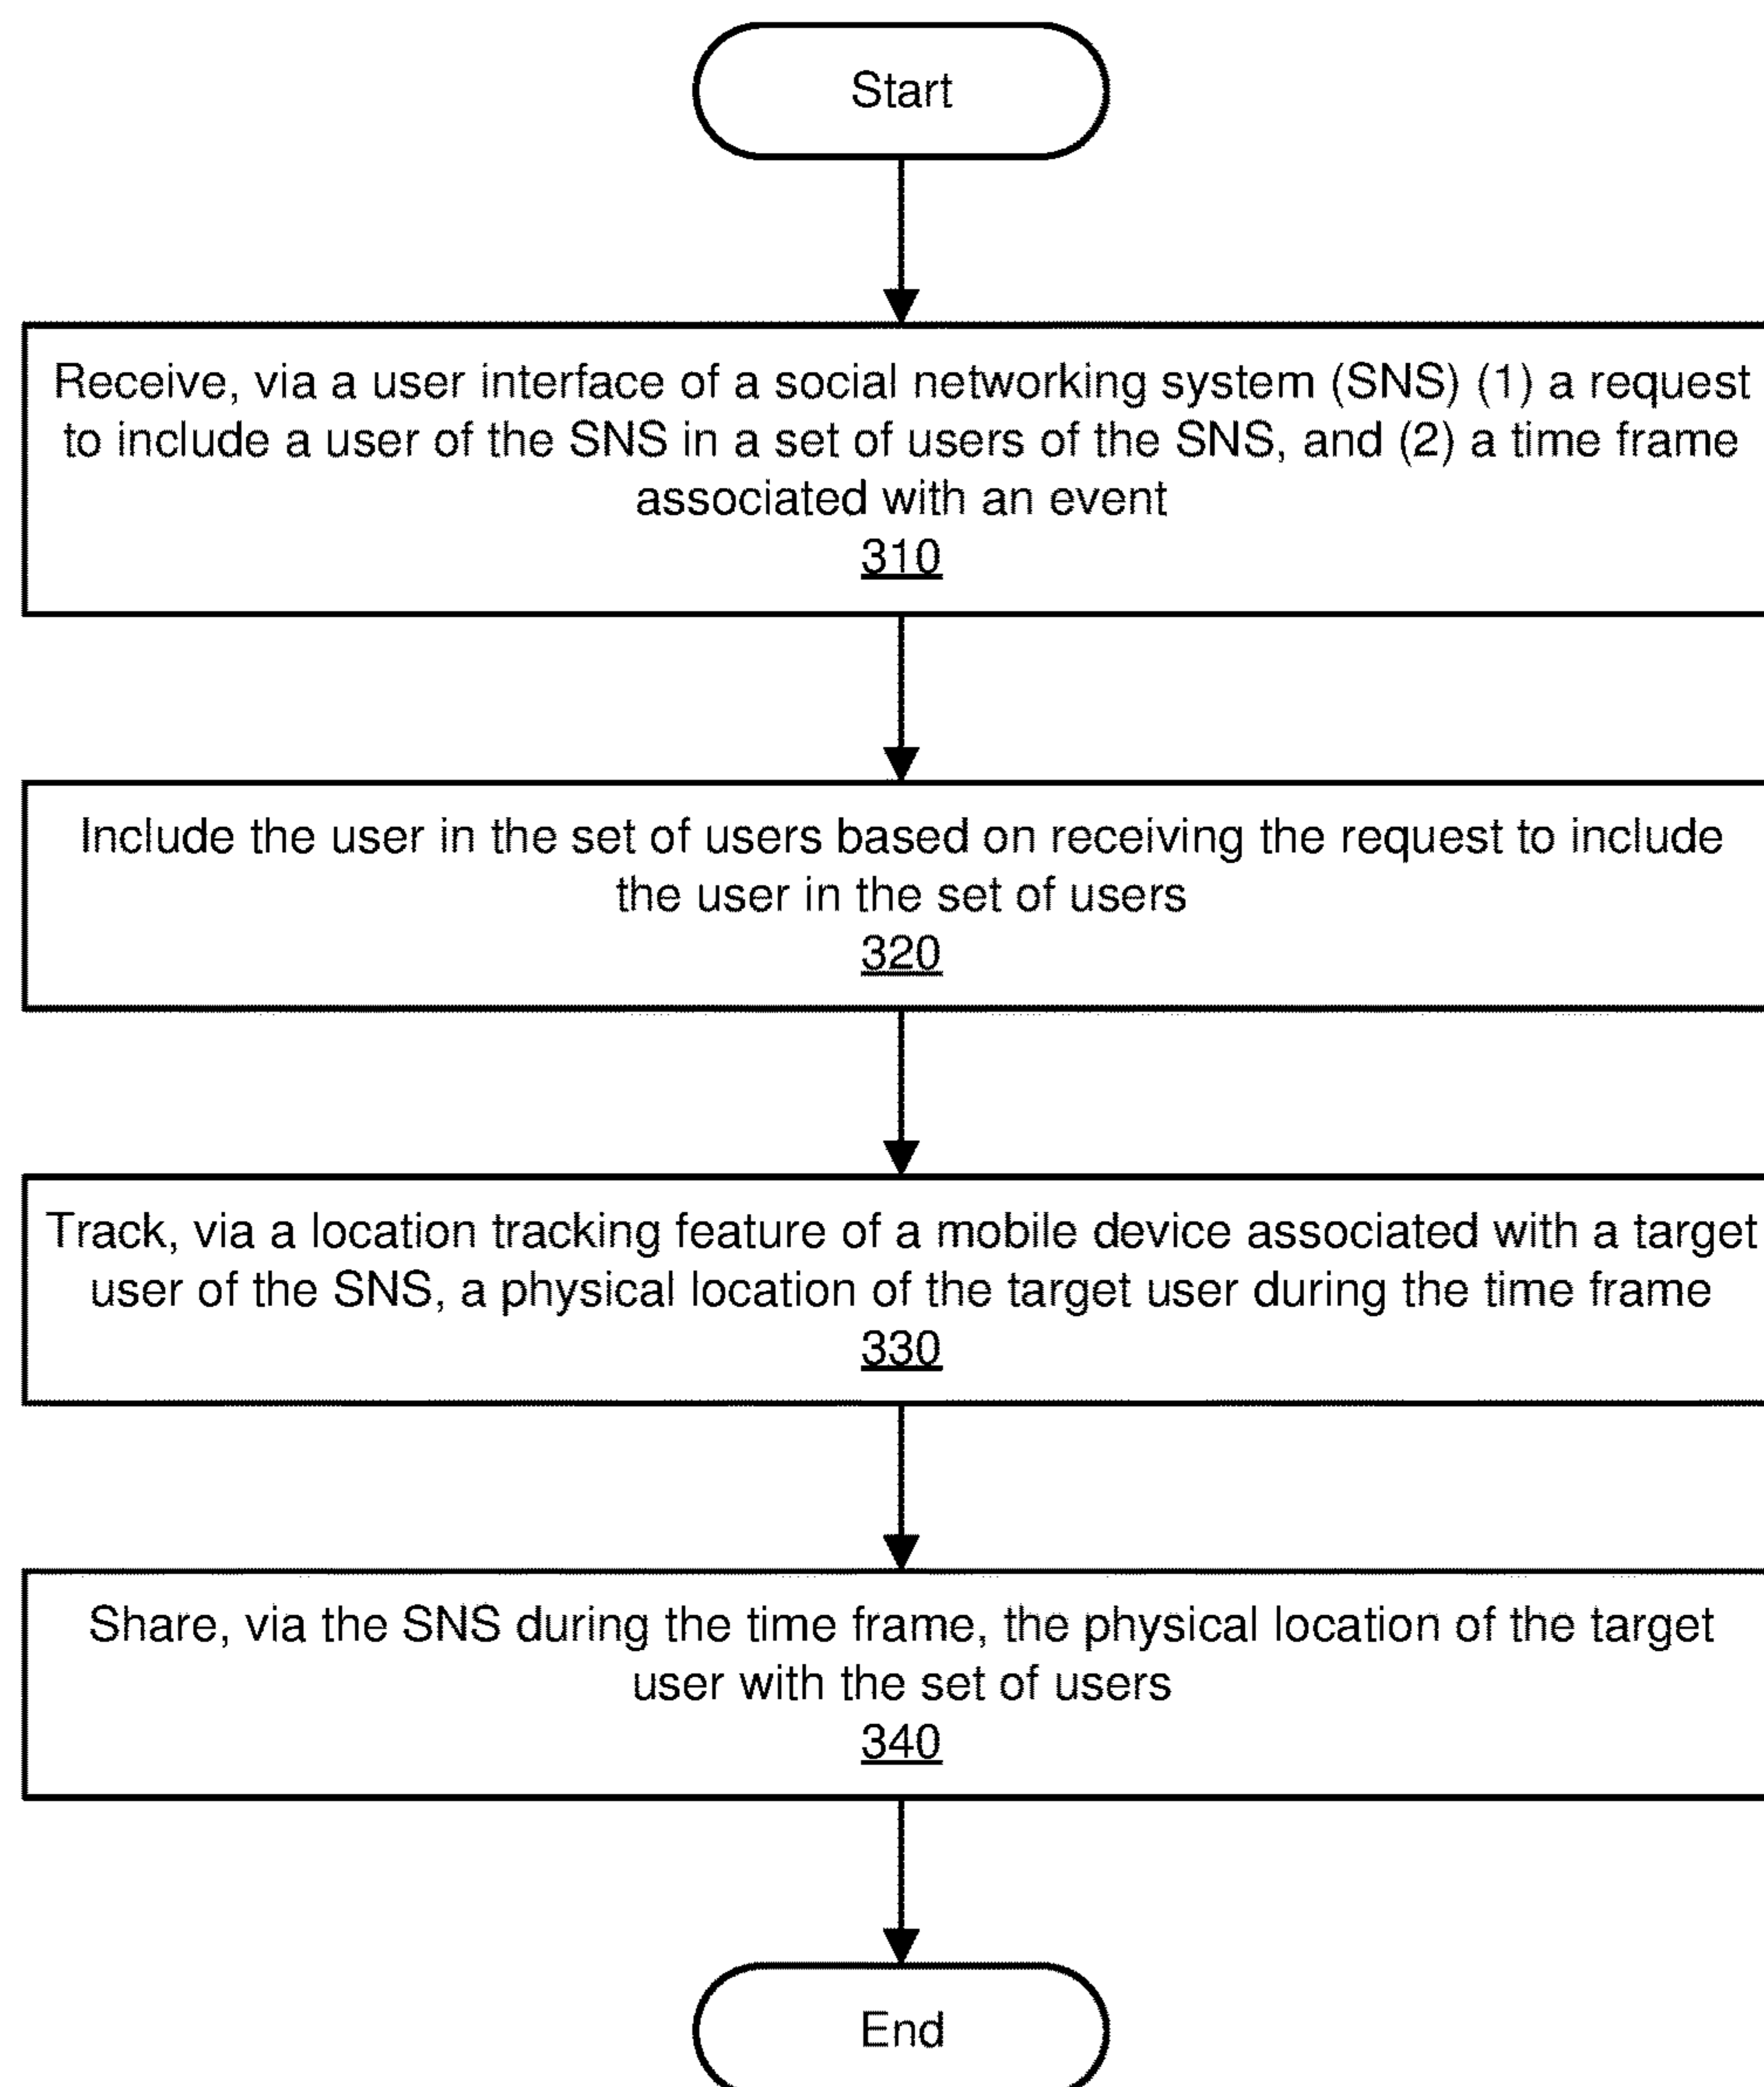 Start
Receive, via a user interface of a social networking system (SNS) (1) a request
to include a user of the SNS in a set of users of the SNS, and (2) a time frame
associated with an event
310
Include the user in the set of users based on receiving the request to include
the user in the set of users
320
Track, via a location tracking feature of a mobile device associated with a target
user of the SNS, a physical location of the target user during the time frame
330
Share, via the SNS during the time frame, the physical location of the target
user with the set of users
340
End